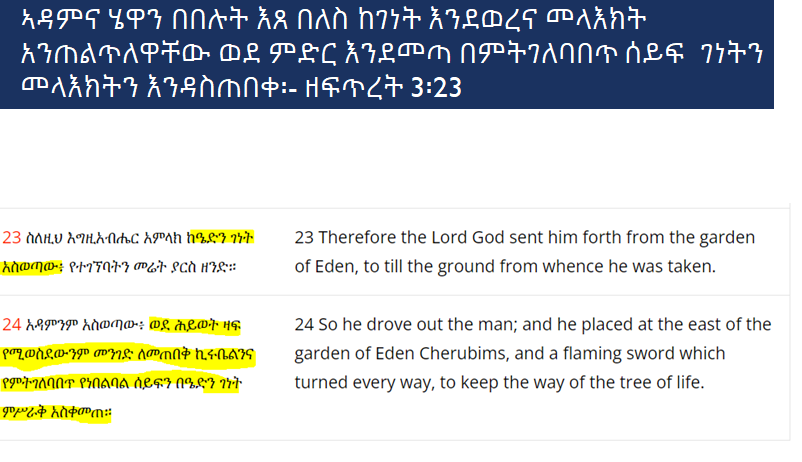 ኣዳምና ሄዋን በበሉት እጸ በለስ ከገነት እንደወረና መላእክት
አንጠልጥለዋቸው ወደ ምድር እንደመጣ በምትገለባበጥ ሰይፍ ገነትን
መላእክትን እንዳስጠበቀ፡- ዘፍጥረት 3፡23
23 ስለዚህ እግዚአብሔር አምላክ ከዔድን ገነት
አስወጣው፥ የተገኘባትን መሬት ያርስ ዘንድ።
23 Therefore the Lord God sent him forth from the garden
of Eden, to till the ground from whence he was taken.
24 አዳምንም አስወጣው፥ ወደ ሕይወት ዛፍ
የሚወስደውንም መንገድ ለመጠበቅ ኪሩቤልንና
የምትገለባበጥ የነበልባል ሰይፍን በዔድን ገነት
ምሥራቅ አስቀመጠ።
24 So he drove out the man; and he placed at the east of the
garden of Eden Cherubims, and a flaming sword which
turned every way, to keep the way of the tree of life.